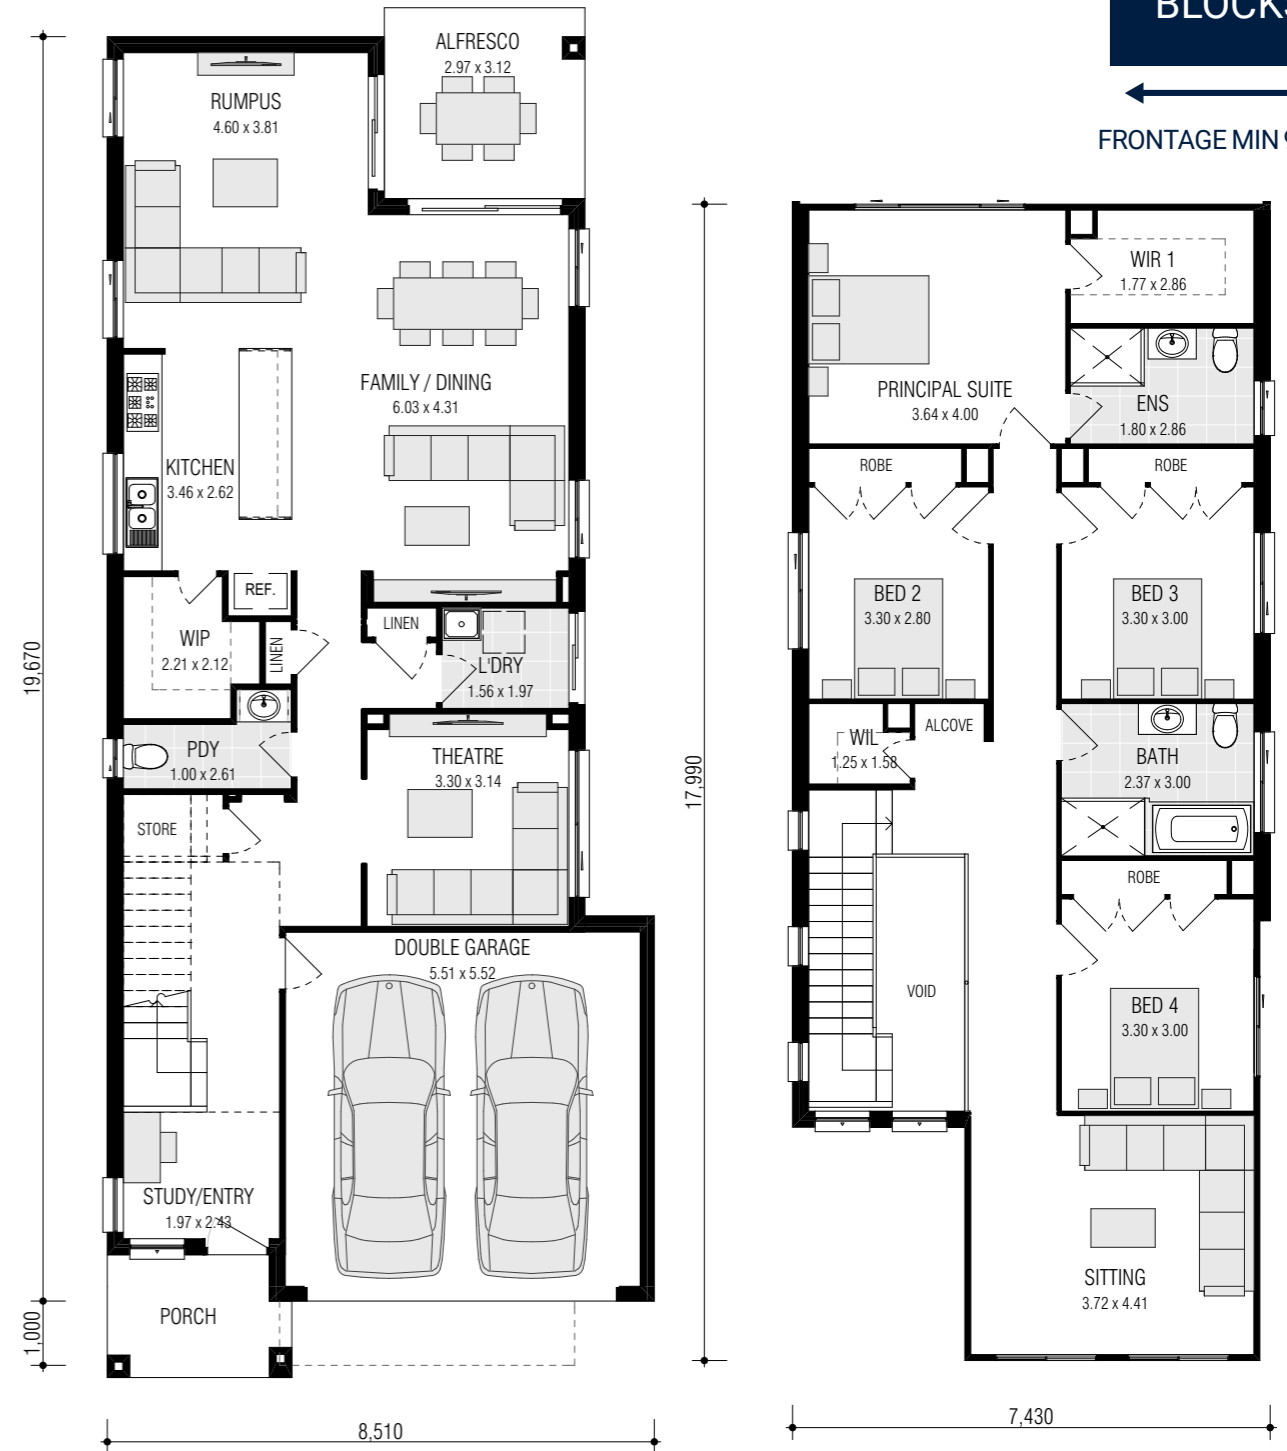 BLOCKS
FRONTAGE MIN
ALFRESCO
2.97 x 3.12
RUMPUS
4.60 x 3.81
FAMILY / DINING
6.03 x 4.31
KITCHEN
3.46 x 2.62
REF.
WIP
2.21 x 2.12
LINEN
LINEN
L'DRY
1.56 x 1.97
PDY
1.00 x 2.61
THEATRE
3.30 x 3.14
STORE
DOUBLE GARAGE
5.51 x 5.52
STUDY/ENTRY
1.97 x 2.43
PORCH
19,670
1,000
8,510
WIR 1
1.77 x 2.86
PRINCIPAL SUITE
3.64 x 4.00
ENS
1.80 x 2.86
ROBE
ROBE
BED 2
3.30 x 2.80
BED 3
3.30 x 3.00
WIL
1.25 x 1.58
ALCOVE
BATH
2.37 x 3.00
ROBE
VOID
BED 4
3.30 x 3.00
SITTING
3.72 x 4.41
17,990
7,430